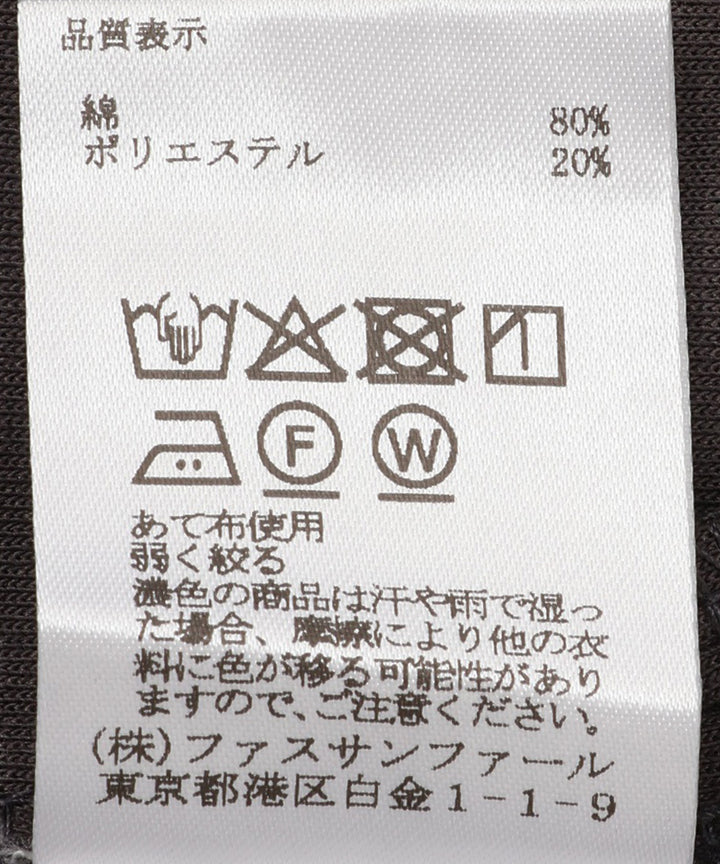 品質表示
綿 80%
ポリエステル 20%
F W
あて布使用
弱く絞る
濃色の商品は汗や雨で湿っ
た場合、摩擦により他の衣
料に色が移る可能性があり
ますので、ご注意ください。
(株)ファスサンファール
東京都港区白金1-1-9